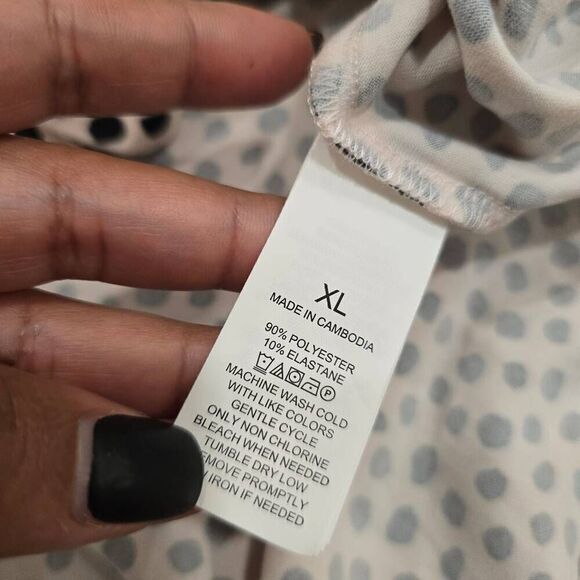 XL
MADE IN CAMBODIA
90% POLYESTER
10% ELASTANE
MACHINE WASH COLD
WITH LIKE COLORS
GENTLE CYCLE
ONLY NON CHLORINE
BLEACH WHEN NEEDED
TUMBLE DRY LOW
EMOVE PROMPTLY
IRON IF NEEDED